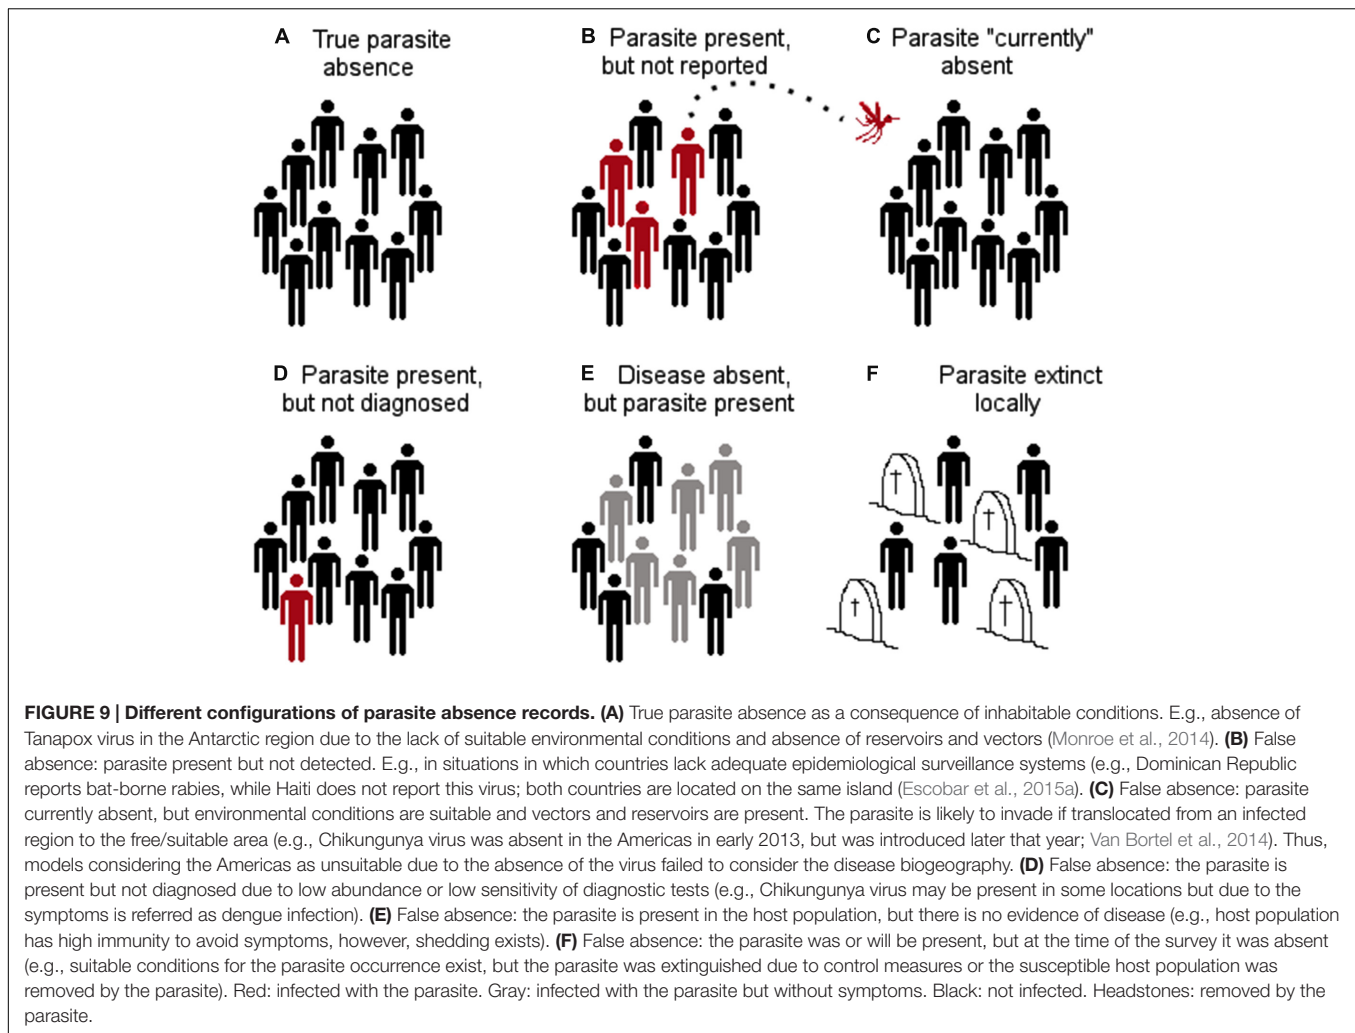 A True parasite
absence
B Parasite present,
but not reported
C Parasite "currently"
absent
D Parasite present,
but not diagnosed
E Disease absent,
but parasite present
F Parasite extinct
locally
FIGURE 9 | Different configurations of parasite absence records. (A) True parasite absence as a consequence of inhabitable conditions. E.g., absence of
Tanapox virus in the Antarctic region due to the lack of suitable environmental conditions and absence of reservoirs and vectors (Monroe et al., 2014). (B) False
absence: parasite present but not detected. E.g., in situations in which countries lack adequate epidemiological surveillance systems (e.g., Dominican Republic
reports bat-borne rabies, while Haiti does not report this virus; both countries are located on the same island (Escobar et al., 2015a). (C) False absence: parasite
currently absent, but environmental conditions are suitable and vectors and reservoirs are present. The parasite is likely to invade if translocated from an infected
region to the free/suitable area (e.g., Chikungunya virus was absent in the Americas in early 2013, but was introduced later that year; Van Bortel et al., 2014). Thus,
models considering the Americas as unsuitable due to the absence of the virus failed to consider the disease biogeography. (D) False absence: the parasite is
present but not diagnosed due to low abundance or low sensitivity of diagnostic tests (e.g., Chikungunya virus may be present in some locations but due to the
symptoms is referred as dengue infection). (E) False absence: the parasite is present in the host population, but there is no evidence of disease (e.g., host population
has high immunity to avoid symptoms, however, shedding exists). (F) False absence: the parasite was or will be present, but at the time of the survey it was absent
(e.g., suitable conditions for the parasite occurrence exist, but the parasite was extinguished due to control measures or the susceptible host population was
removed by the parasite). Red: infected with the parasite. Gray: infected with the parasite but without symptoms. Black: not infected. Headstones: removed by the
parasite.